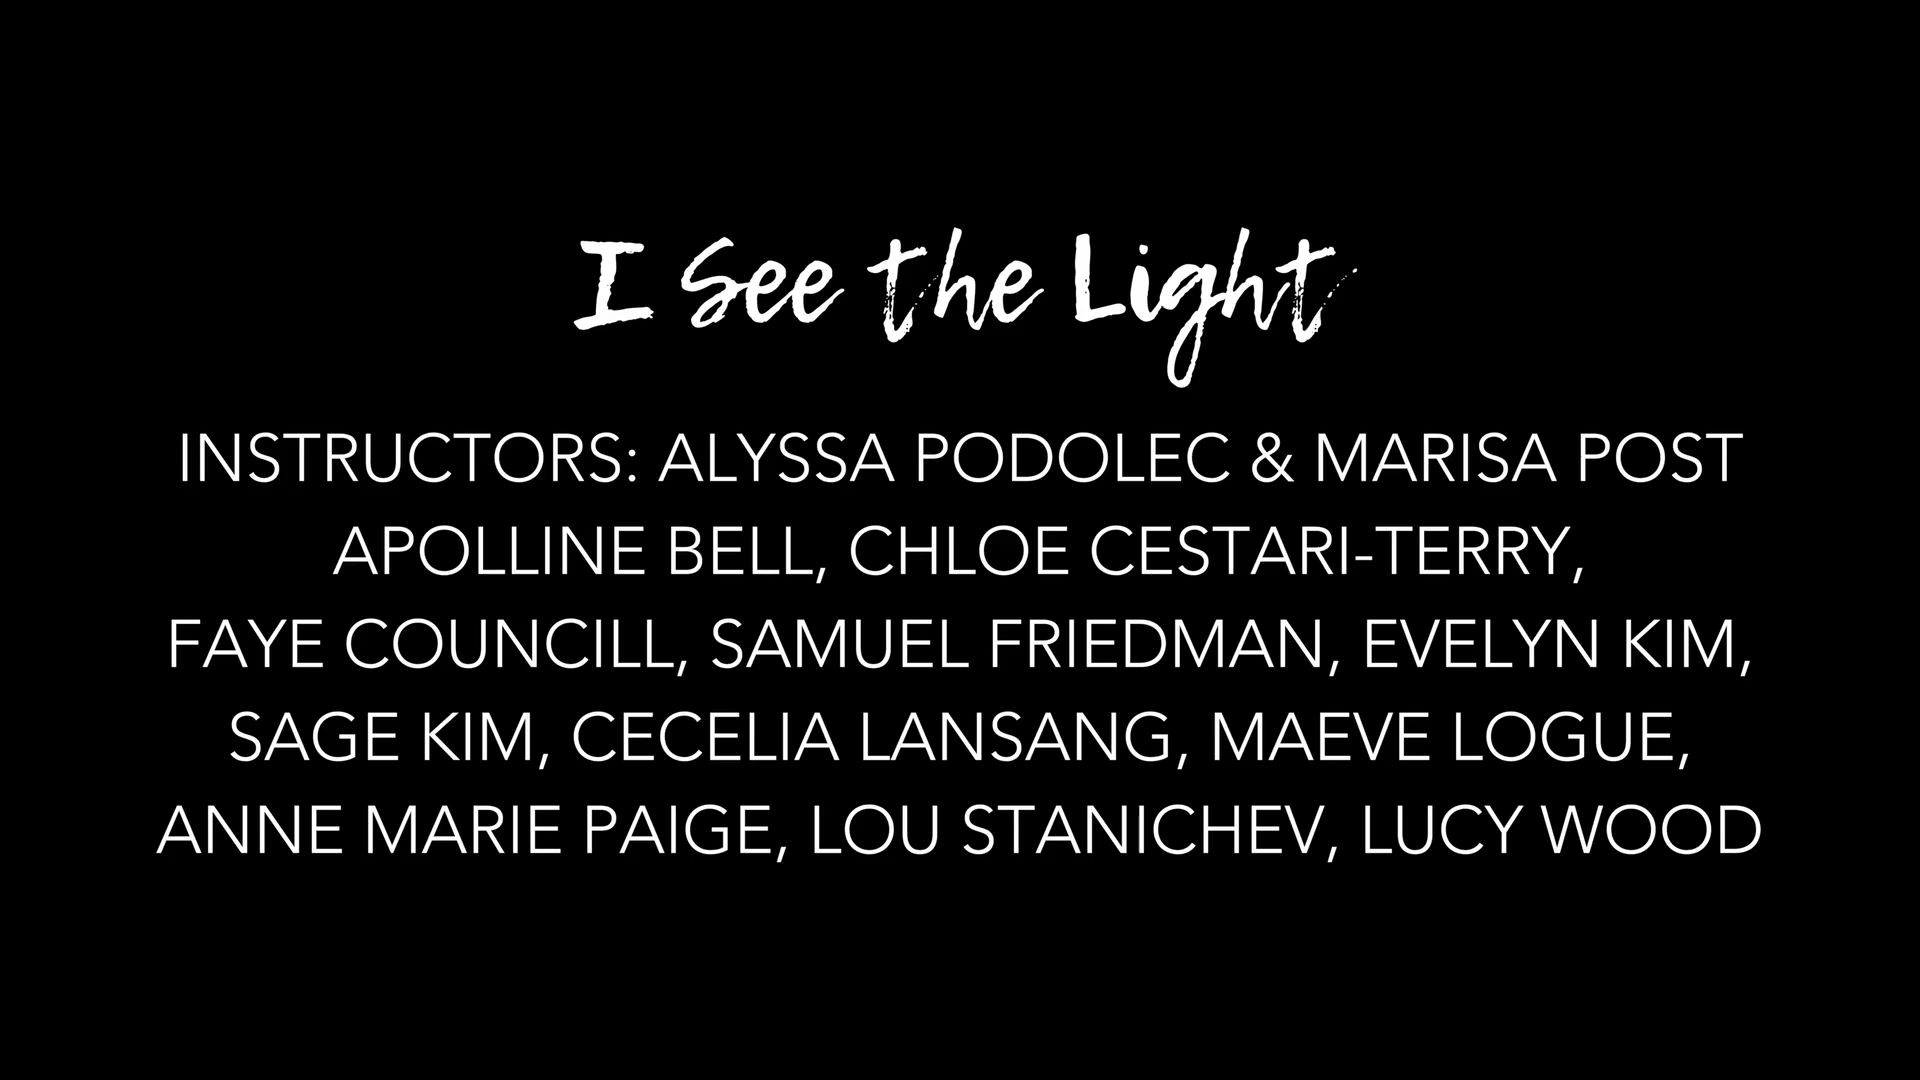 I See the Light
INSTRUCTORS: ALYSSA PODOLEC & MARISA POST
APOLLINE BELL, CHLOE CESTARI-TERRY,
FAYE COUNCILL, SAMUEL FRIEDMAN, EVELYN KIM,
SAGE KIM, CECELIA LANSANG, MAEVE LOGUE,
ANNE MARIE PAIGE, LOU STANICHEV, LUCY WOOD